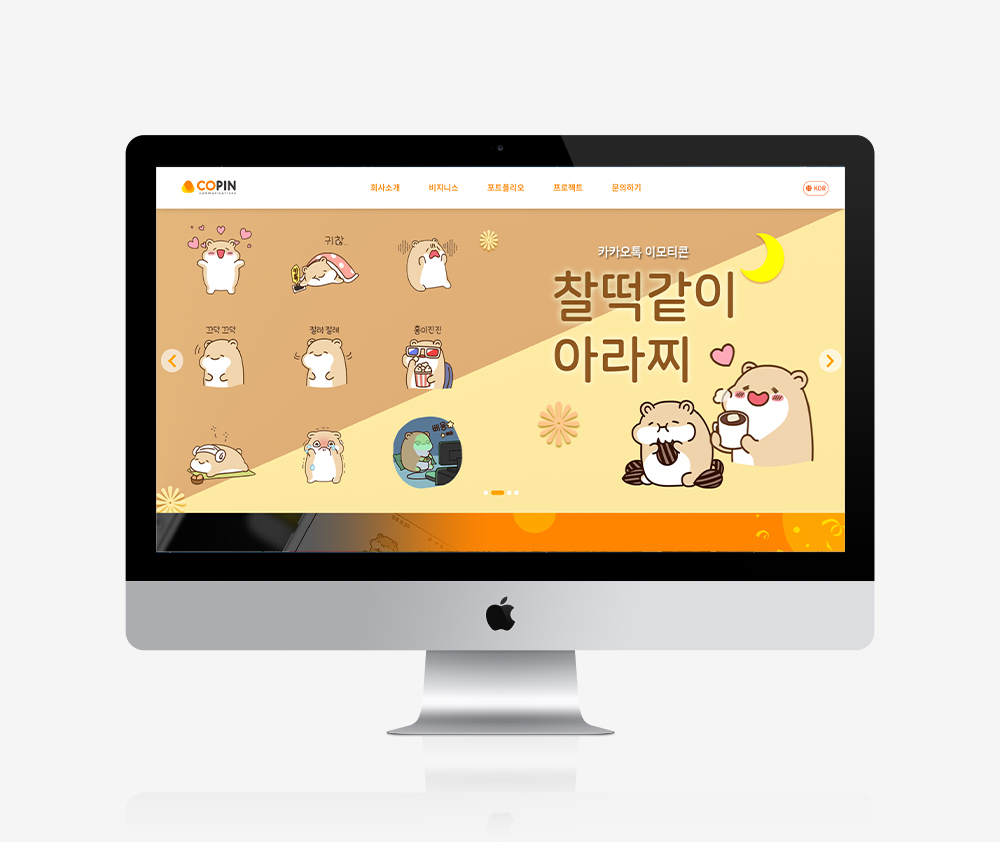 COPIN
communications
회사소개
비지니스
포트폴리오
프로젝트
문의하기
KOR
귀찮..
끄덕 끄덕
절레 절레
흥미진진
카카오톡 이모티콘
찰떡같이
아라찌